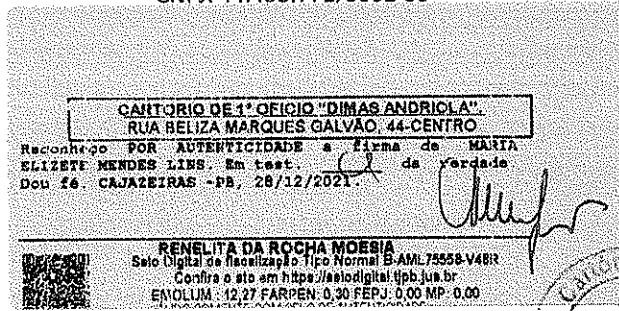 CARTORIO DE 1º OFICIO "DIMAS ANDRIOLA".
RUA BELIZA MARQUES GALVÃO, 44-CENTRO
Reconheço POR AUTENTICIDADE a firma de MARIA
ELIZETE MENDES LINS. Em test. da verdade
Dou fé. CAJAZEIRAS -PB, 28/12/2021.
RENELITA DA ROCHA MOESIA
Selo Digital de fiscalização Tipo Normal B-AML75558-V4BR
Confira o ato em https://selodigital.tjpb.jus.br
EMOLUM : 12,27 FARPEN: 0,30 FEPJ: 0,00 MP: 0,00